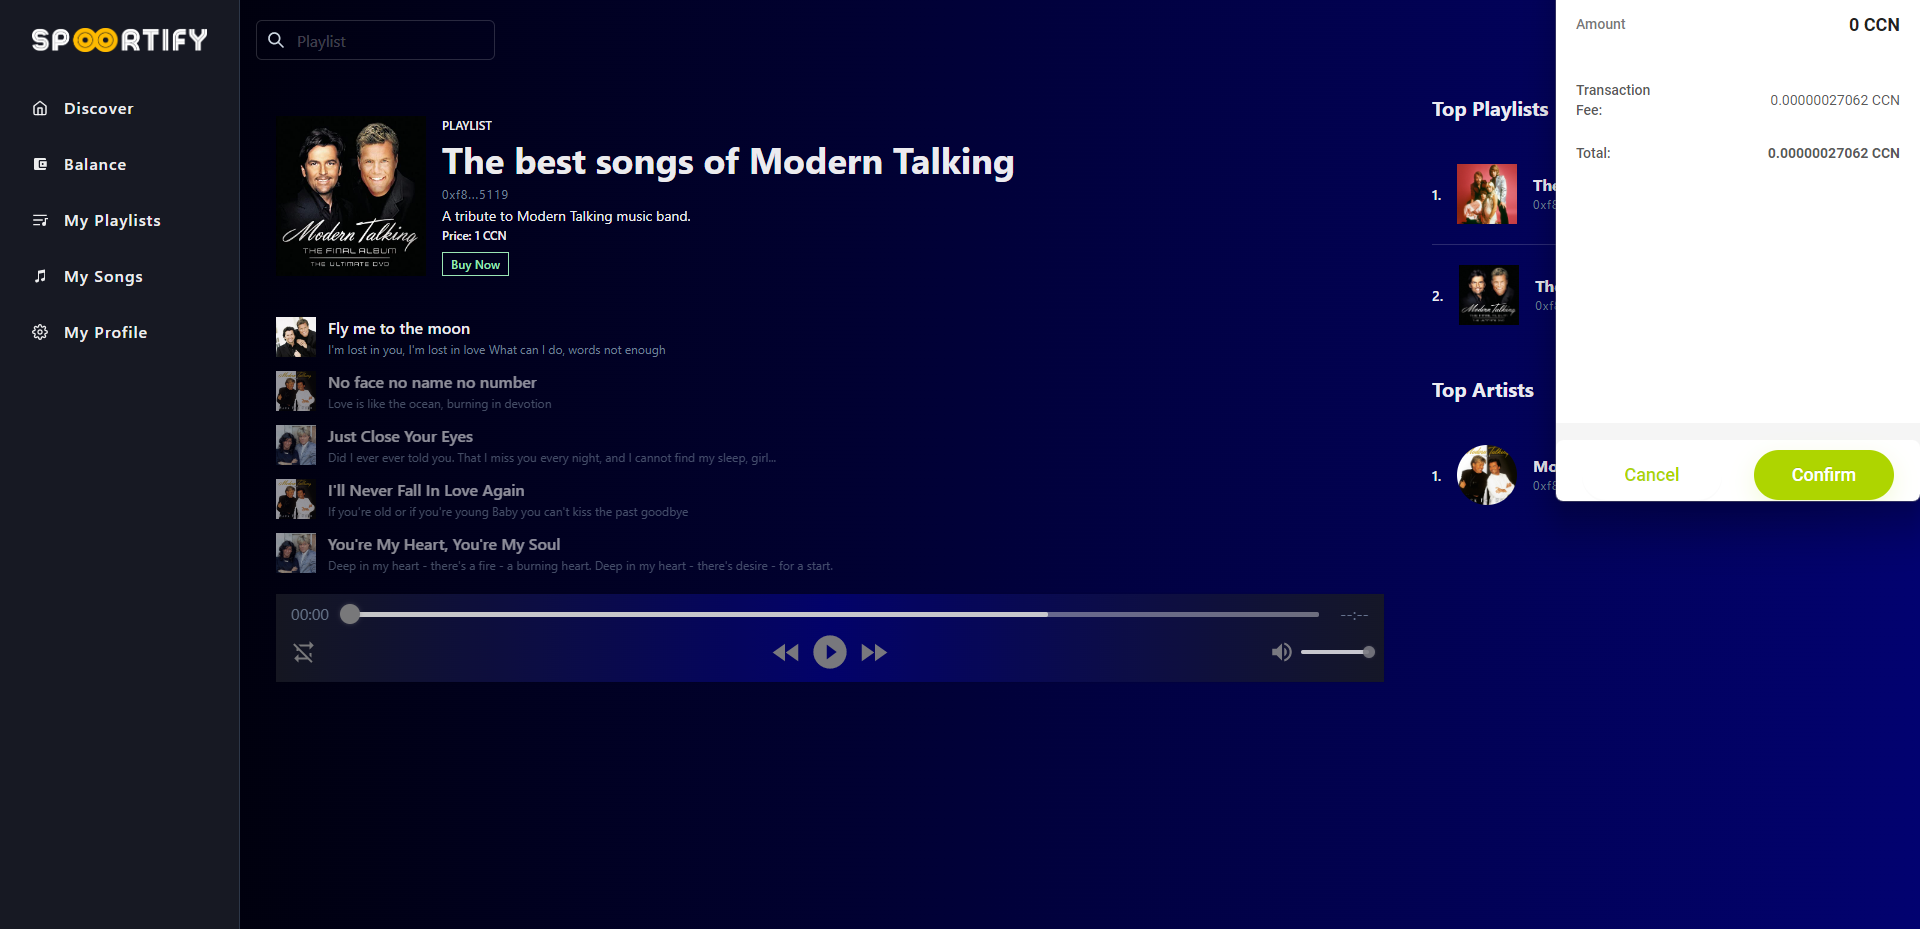 SPOORTIFY
Discover
Balance
My Playlists
My Songs
My Profile
Playlist
PLAYLIST
The best songs of Modern Talking
0xf8...5119
A tribute to Modern Talking music band.
Price: 1 CCN
Buy Now
Modern Talking
THE FINAL ALBUM
THE ULTIMATE DVD
Fly me to the moon
I'm lost in you, I'm lost in love What can I do, words not enough
No face no name no number
Love is like the ocean, burning in devotion
Just Close Your Eyes
Did I ever ever told you. That I miss you every night, and I cannot find my sleep, girl...
I'll Never Fall In Love Again
If you're old or if you're young Baby you can't kiss the past goodbye
You're My Heart, You're My Soul
Deep in my heart - there's a fire - a burning heart. Deep in my heart - there's desire - for a start.
00:00
--:--
Top Playlists
1.
The
0xf8
2.
The
0xf
Top Artists
1.
Mo
0xf8
Amount
0 CCN
Transaction
Fee:
0.00000027062 CCN
Total:
0.00000027062 CCN
Cancel
Confirm